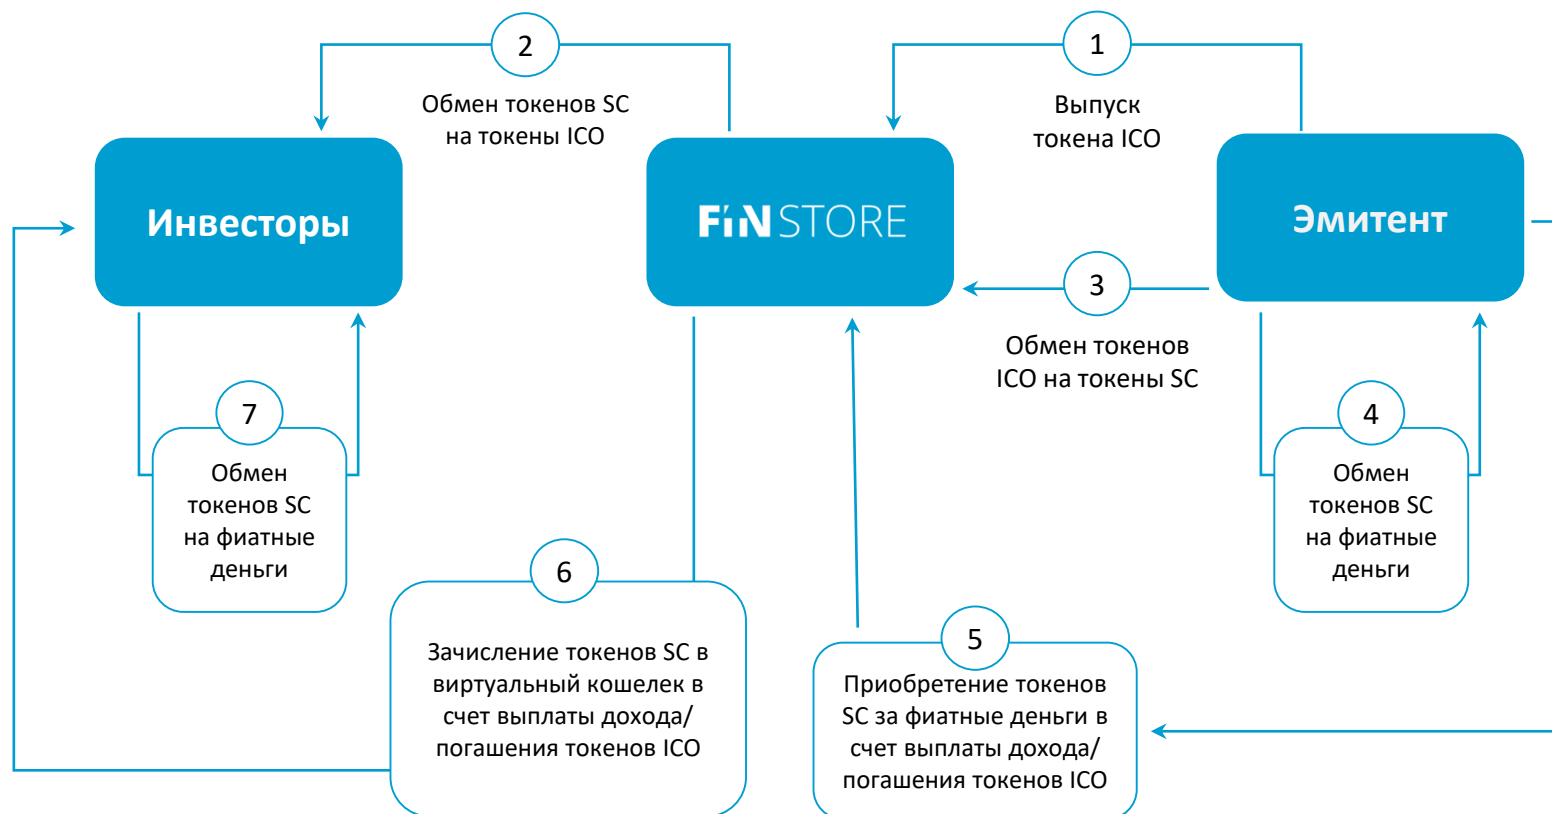 2
Обмен токенов SC
на токены ICO
1
Выпуск
токена ICO
Инвесторы
FiiN STORE
Эмитент
3
Обмен токенов
ICO на токены SC
7
Обмен
токенов SC
на фиатные
деньги
4
Обмен
токенов SC
на фиатные
деньги
6
Зачисление токенов SC в
виртуальный кошелек в
счет выплаты дохода/
погашения токенов ICO
5
Приобретение токенов
SC за фиатные деньги в
счет выплаты дохода/
погашения токенов ICO